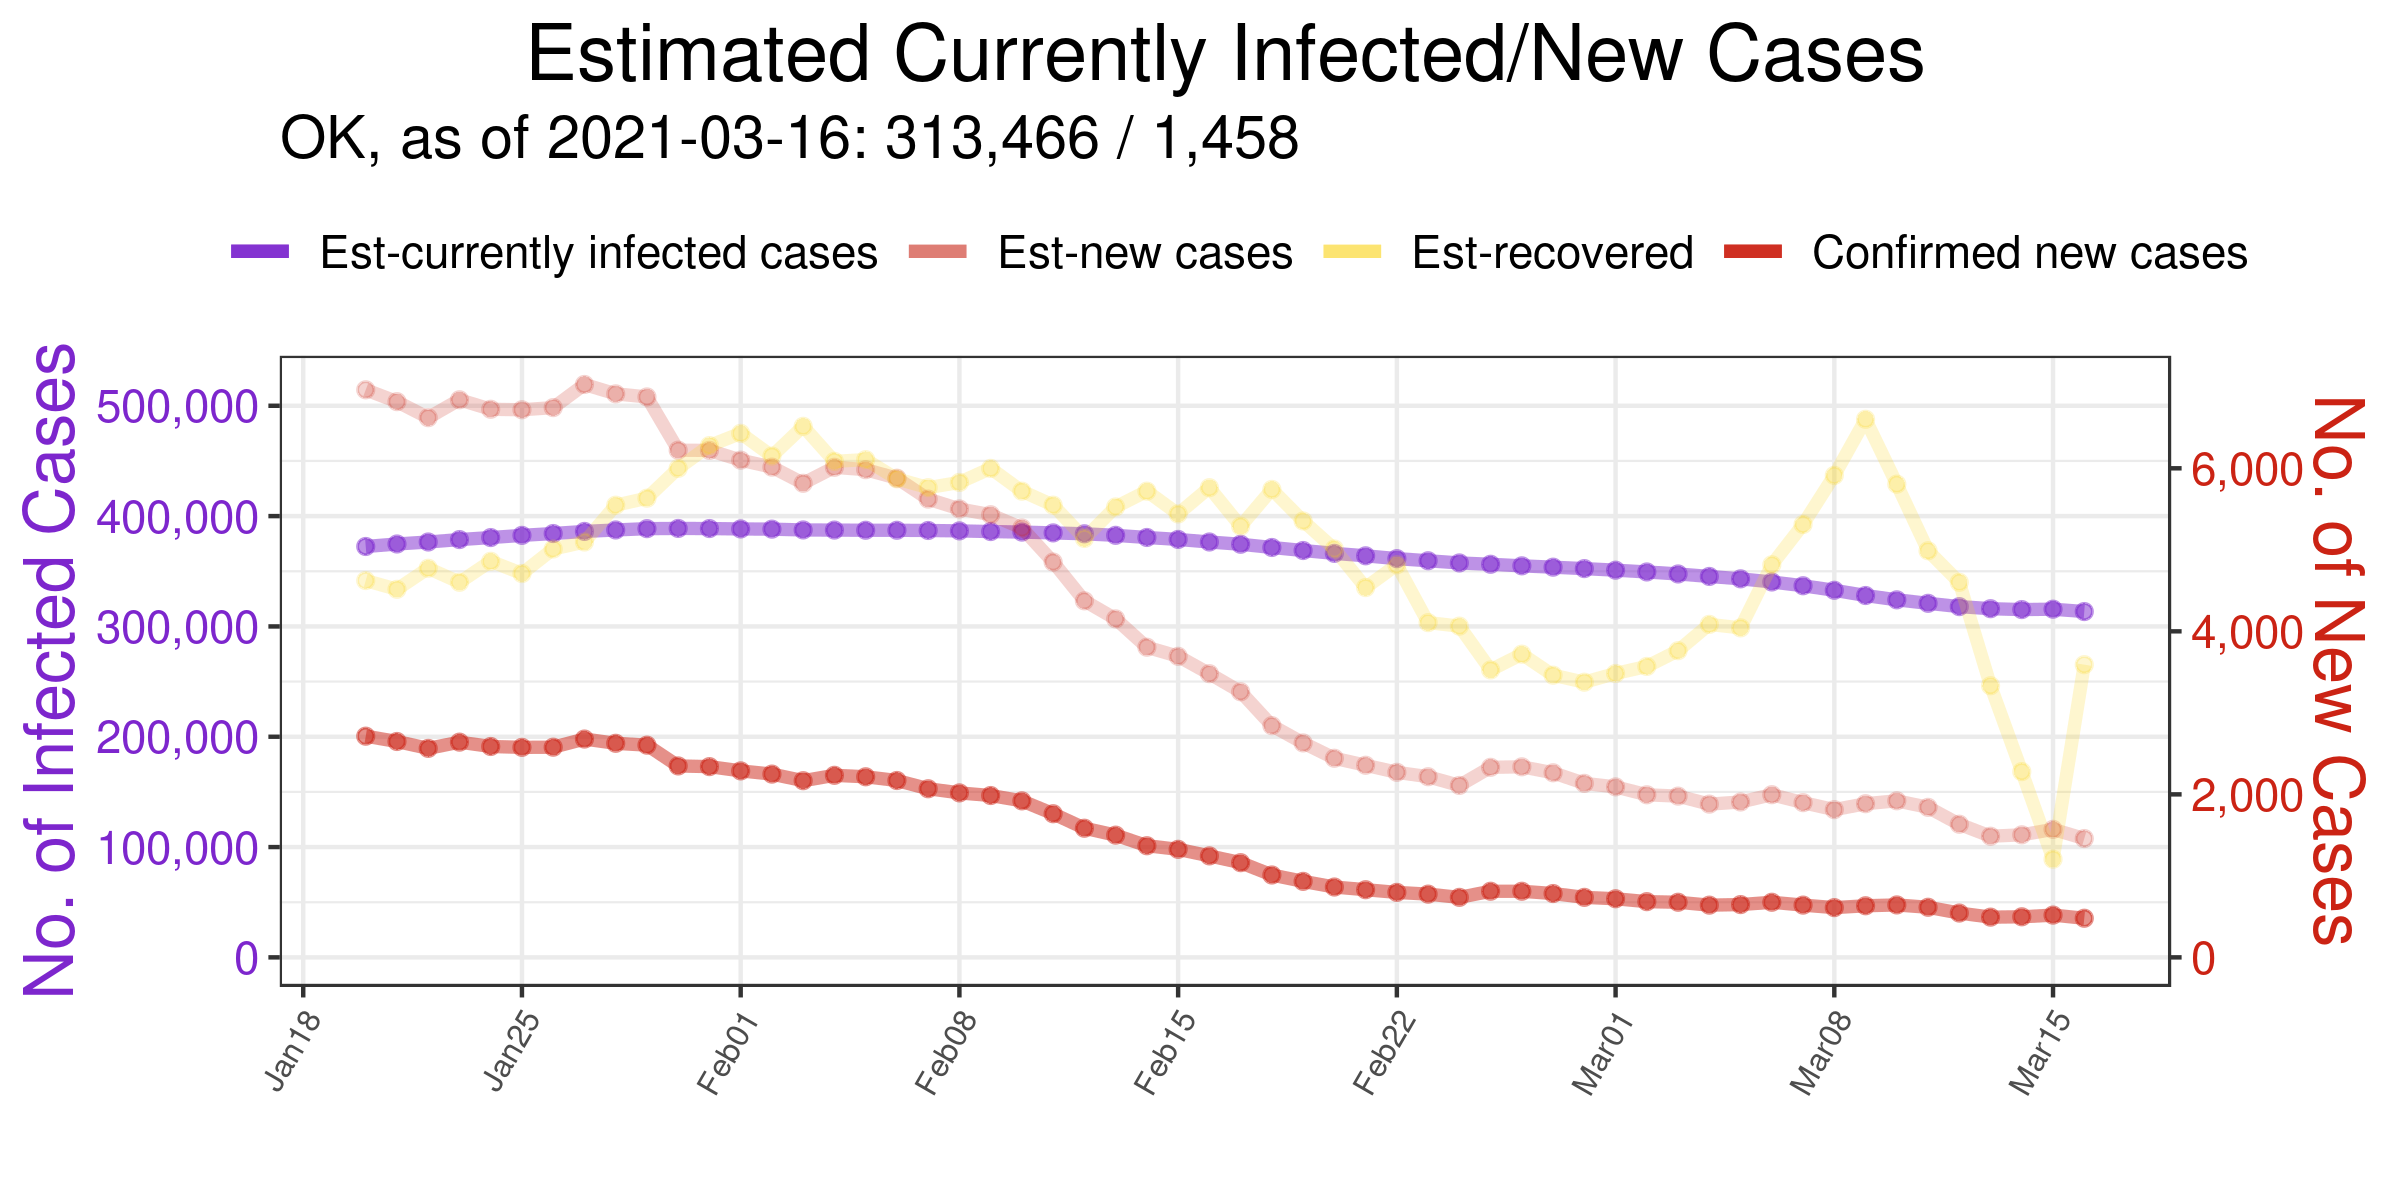 Estimated Currently Infected/New Cases
OK, as of 2021-03-16: 313,466 / 1,458
Est-currently infected cases Est-new cases Est-recovered Confirmed new cases
No. of Infected Cases
500,000
400,000
300,000
200,000
100,000
0
6,000
4,000
2,000
0
No. of New Cases
Jan18 Jan25 Feb01 Feb08 Feb15 Feb22 Mar01 Mar08 Mar15